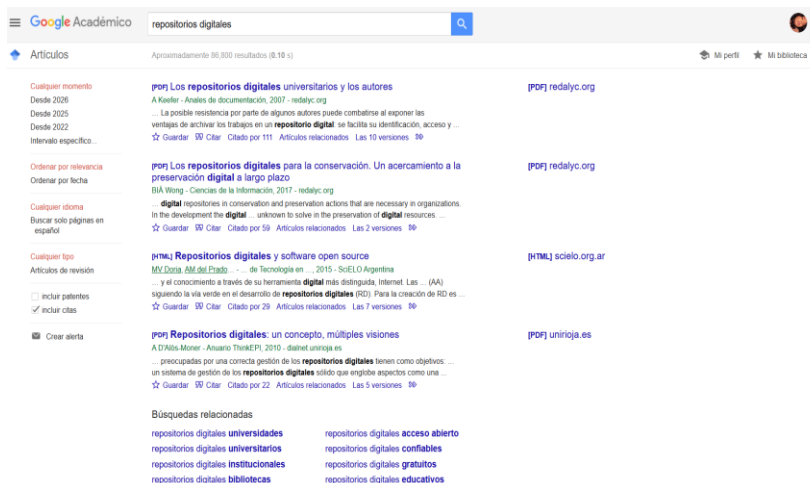 Google Académico
repositorios digitales
Artículos
Aproximadamente 86,800 resultados (0.10 s)
Mi perfil
Mi biblioteca
Cualquier momento
Desde 2026
Desde 2025
Desde 2022
Intervalo específico...
Ordenar por relevancia
Ordenar por fecha
Cualquier idioma
Buscar solo páginas en
español
Cualquier tipo
Artículos de revisión
incluir patentes
incluir citas
Crear alerta
[PDF] Los repositorios digitales universitarios y los autores
A Keefer - Anales de documentación, 2007 - redalyc.org
... La posible resistencia por parte de algunos autores puede combatirse al exponer las
ventajas de archivar los trabajos en un repositorio digital: se facilita su identificación, acceso y ...
Guardar Citar Citado por 111 Artículos relacionados Las 10 versiones
[PDF] redalyc.org
[PDF] Los repositorios digitales para la conservación. Un acercamiento a la
preservación digital a largo plazo
BIÁ Wong - Ciencias de la Información, 2017 - redalyc.org
... digital repositories in conservation and preservation actions that are necessary in organizations.
In the development the digital ... unknown to solve in the preservation of digital resources. ...
Guardar Citar Citado por 59 Artículos relacionados Las 2 versiones
[PDF] redalyc.org
[HTML] Repositorios digitales y software open source
MV Doria, AM del Prado... - ... de Tecnología en ..., 2015 - SciELO Argentina
... y el conocimiento a través de su herramienta digital más distinguida, Internet. Las ... (AA)
siguiendo la vía verde en el desarrollo de repositorios digitales (RD). Para la creación de RD es ...
Guardar Citar Citado por 29 Artículos relacionados Las 7 versiones
[HTML] scielo.org.ar
[PDF] Repositorios digitales: un concepto, múltiples visiones
A D'Alòs-Moner - Anuario ThinkEPI, 2010 - dialnet.unirioja.es
... preocupadas por una correcta gestión de los repositorios digitales tienen como objetivos: ...
un sistema de gestión de los repositorios digitales sólido que englobe aspectos como una ...
Guardar Citar Citado por 22 Artículos relacionados Las 5 versiones
[PDF] unirioja.es
Búsquedas relacionadas
repositorios digitales universidades
repositorios digitales universitarios
repositorios digitales institucionales
repositorios digitales bibliotecas
repositorios digitales acceso abierto
repositorios digitales confiables
repositorios digitales gratuitos
repositorios digitales educativos